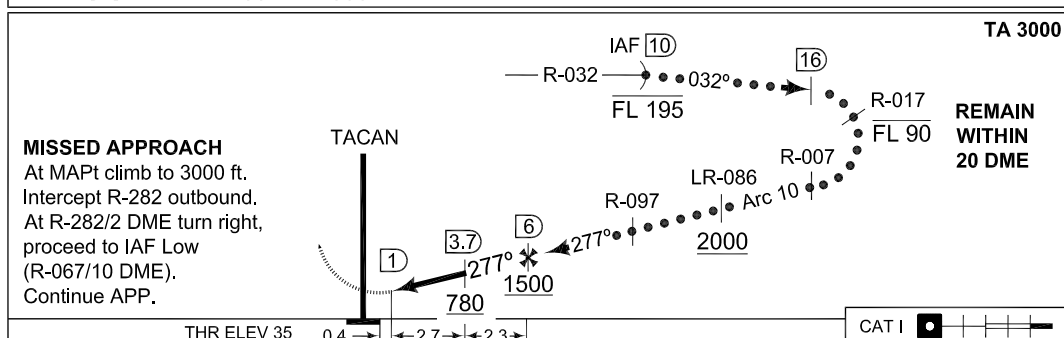 TA 3000
IAF 10
16
R-032
032º
FL 195
R-017
FL 90
REMAIN
WITHIN
20 DME
TACAN
MISSED APPROACH
At MAPt climb to 3000 ft.
Intercept R-282 outbound.
At R-282/2 DME turn right,
proceed to IAF Low
(R-067/10 DME).
Continue APP.
R-007
LR-086
Arc 10
R-097
2000
6
277º
1500
3.7
277º
780
1
THR ELEV 35
0.4
2.7
2.3
CAT I